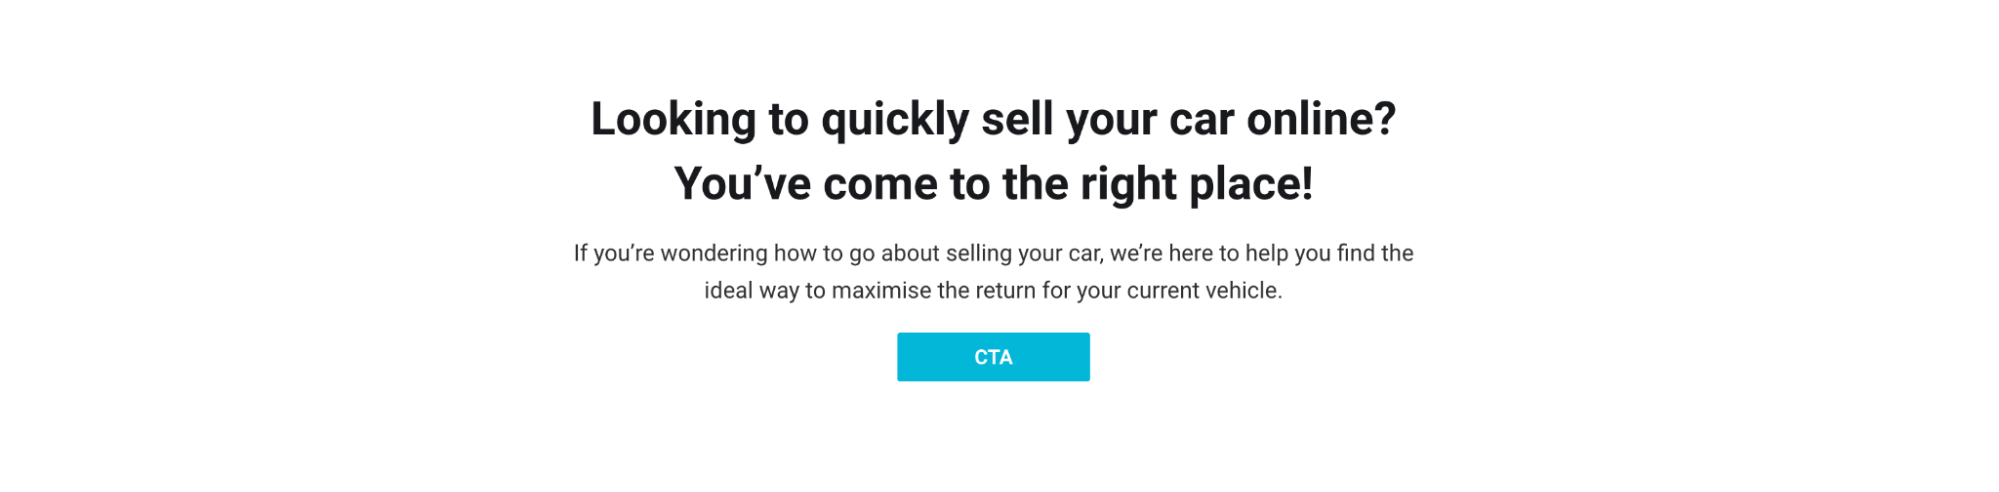 Looking to quickly sell your car online?
You’ve come to the right place!
If you’re wondering how to go about selling your car, we’re here to help you find the
ideal way to maximise the return for your current vehicle.
CTA